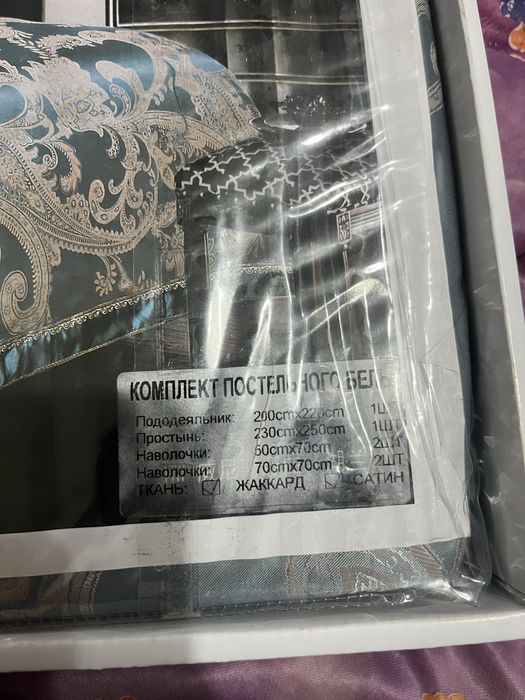 КОМПЛЕКТ ПОСТЕЛЬНОГО БЕЛЬ
Пододеяльник: 200cmx220cm 1ШТ
Простынь: 230cmx250cm 1ШТ
Наволочки: 50cmx70cm 2ШТ
Наволочки: 70cmx70cm 2ШТ
ТКАНЬ: ☑ ЖАККАРД ☑ САТИН